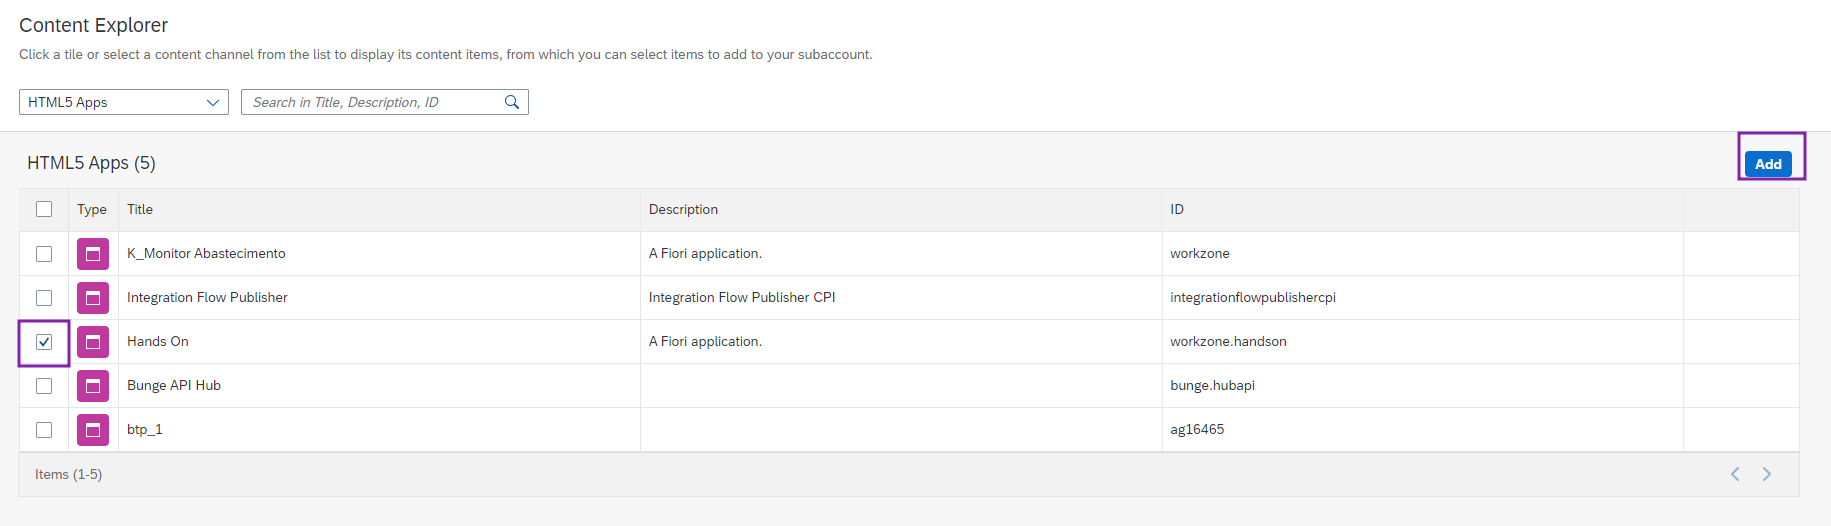 Content Explorer
Click a tile or select a content channel from the list to display its content items, from which you can select items to add to your subaccount.
HTML5 Apps Search in Title, Description, ID
HTML5 Apps (5) Add
Type Title Description ID
K_Monitor Abastecimento A Fiori application. workzone
Integration Flow Publisher Integration Flow Publisher CPI integrationflowpublishercpi
Hands On A Fiori application. workzone.handson
Bunge API Hub bunge.hubapi
btp_1 ag16465
Items (1-5)